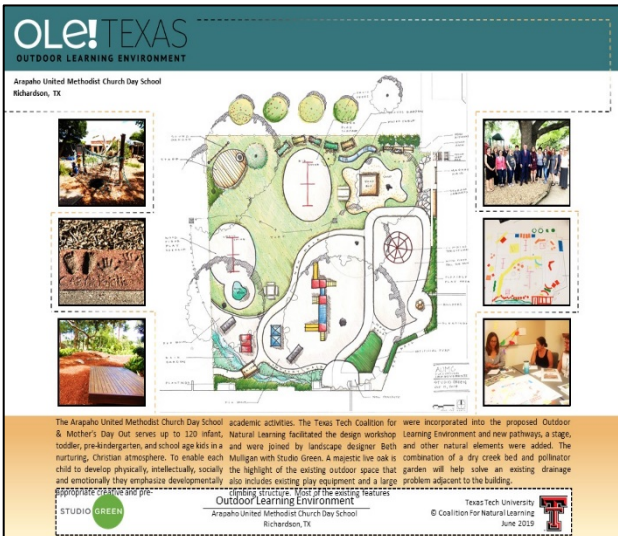 OLE! TEXAS
OUTDOOR LEARNING ENVIRONMENT
Arapaho United Methodist Church Day School
Richardson, TX
The Arapaho United Methodist Church Day School
& Mother's Day Out serves up to 120 infant,
toddler, pre-kindergarten, and school age kids in a
nurturing, Christian atmosphere. To enable each
child to develop physically, intellectually, socially
and emotionally they emphasize developmentally
appropriate creative and pre-
academic activities. The Texas Tech Coalition for
Natural Learning facilitated the design workshop
and were joined by landscape designer Beth
Mulligan with Studio Green. A majestic live oak is
the highlight of the existing outdoor space that
also includes existing play equipment and a large
climbing structure. Most of the existing features
were incorporated into the proposed Outdoor
Learning Environment and new pathways, a stage,
and other natural elements were added. The
combination of a dry creek bed and pollinator
garden will help solve an existing drainage
problem adjacent to the building.
STUDIO GREEN
Outdoor Learning Environment
Arapaho United Methodist Church Day School
Richardson, TX
Texas Tech University
© Coalition For Natural Learning
June 2019